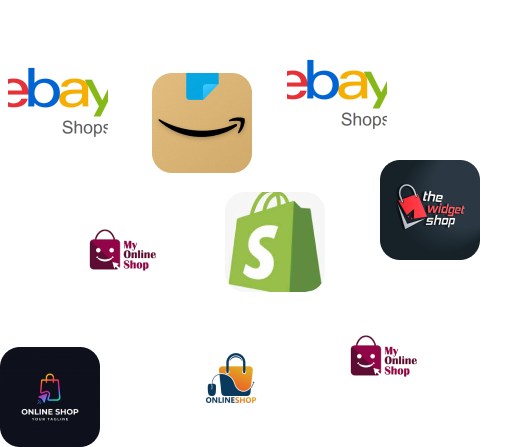 ebay
Shops
ebay
Shops
the
widget
shop
My
Online
Shop
S
My
Online
Shop
ONLINE SHOP
YOUR TAGLINE
ONLINESHOP